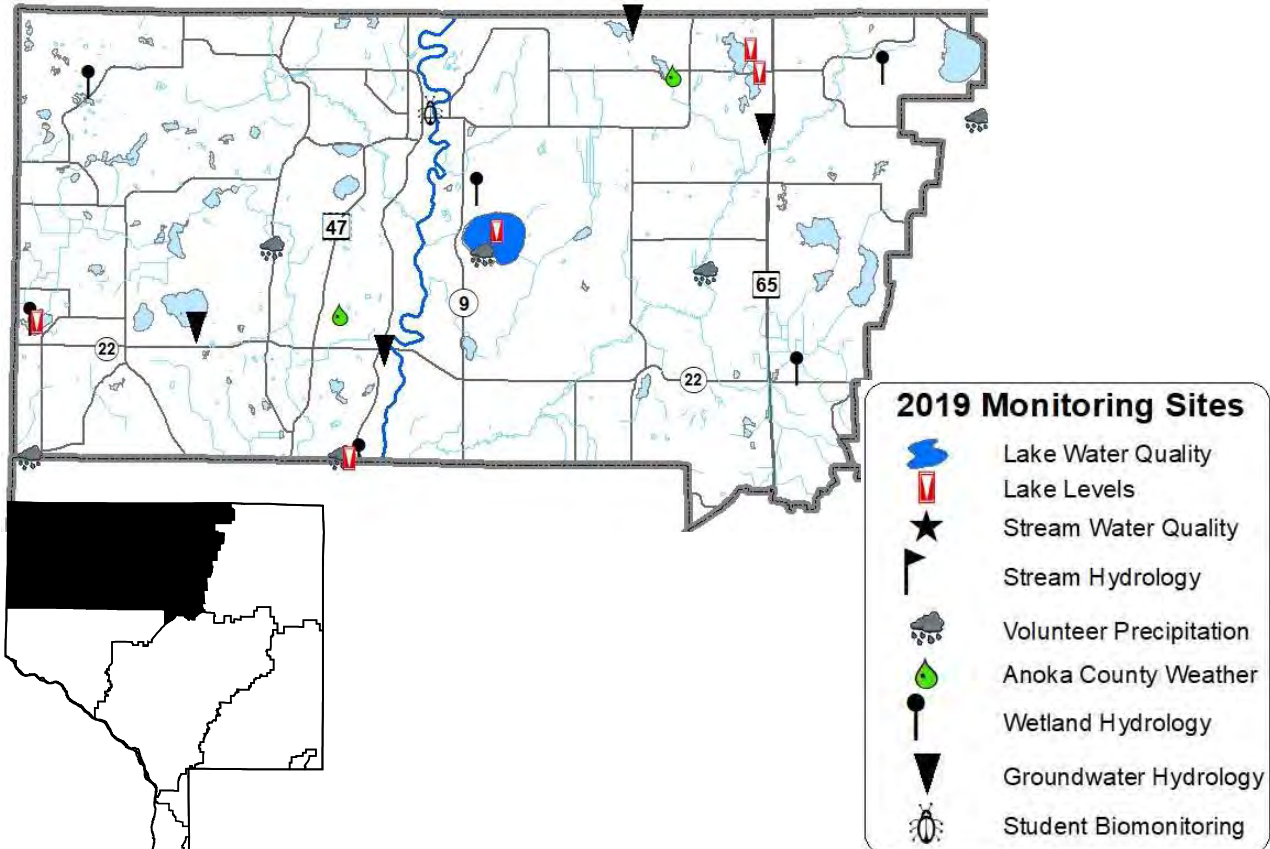 47
65
9
22
22
2019 Monitoring Sites
Lake Water Quality
Lake Levels
Stream Water Quality
Stream Hydrology
Volunteer Precipitation
Anoka County Weather
Wetland Hydrology
Groundwater Hydrology
Student Biomonitoring